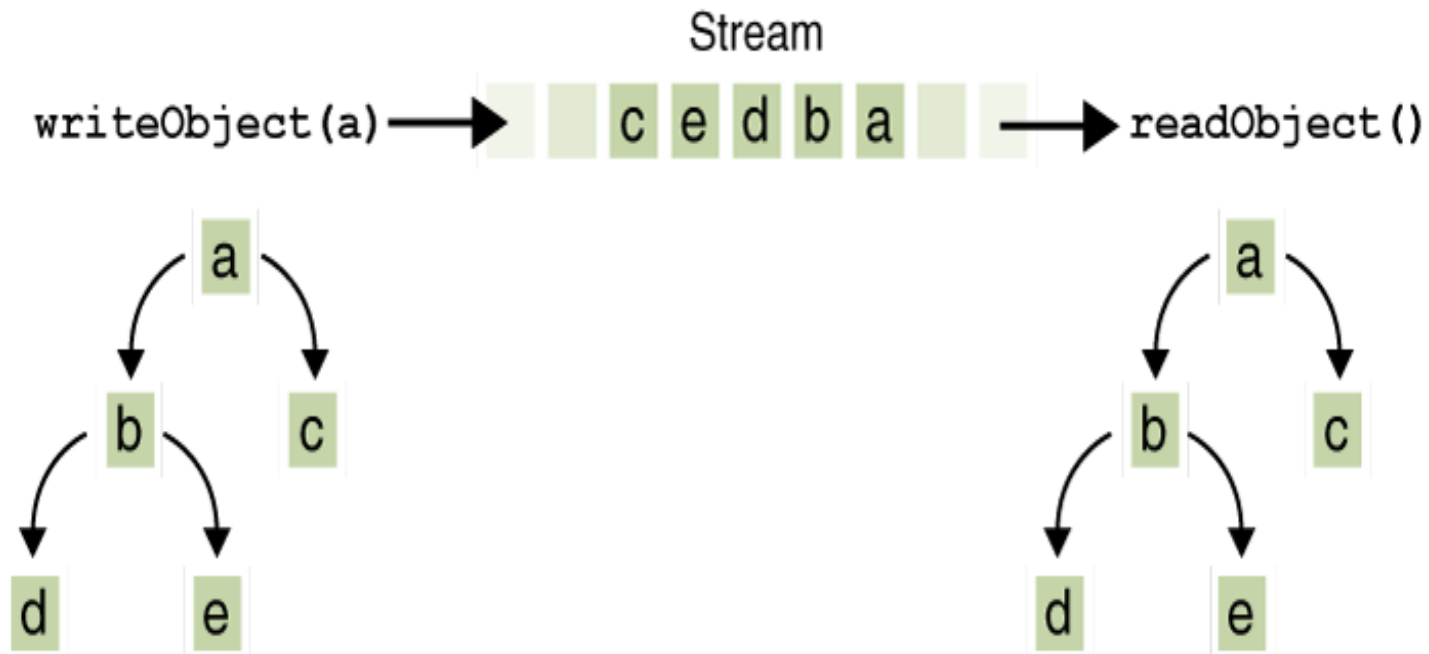 Stream
writeObject(a) c e d b a readObject()
a a
b c b c
d e d e